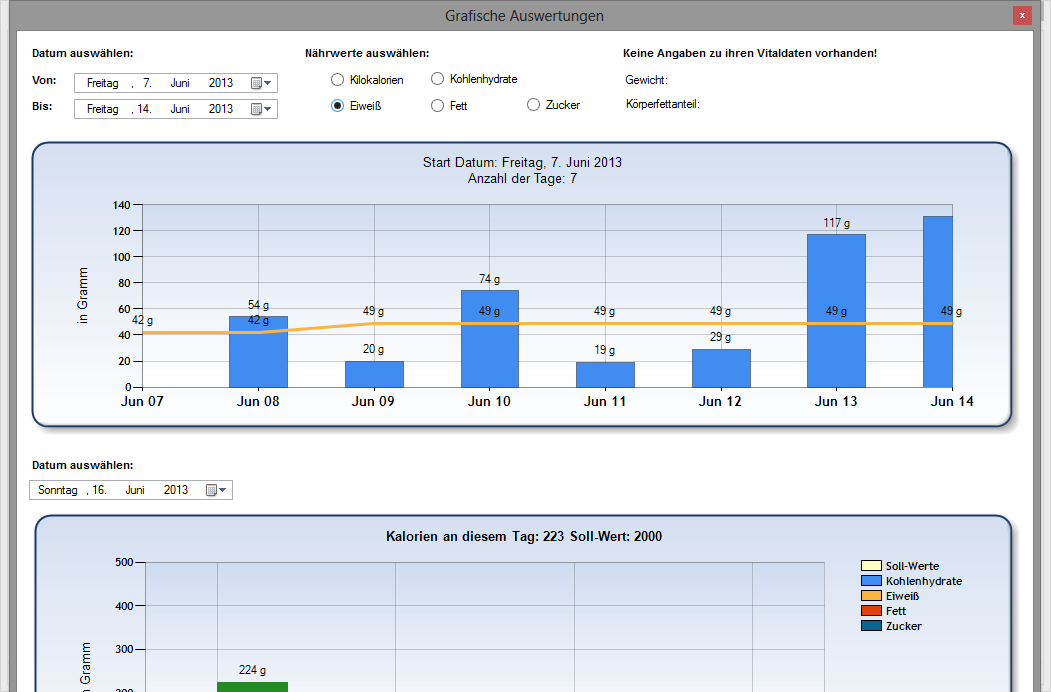 Grafische Auswertungen
x
Datum auswählen:
Nährwerte auswählen:
Keine Angaben zu ihren Vitaldaten vorhanden!
Von:
Freitag , 7. Juni 2013
Kilokalorien
Kohlenhydrate
Gewicht:
Bis:
Freitag , 14. Juni 2013
Eiweiß
Fett
Zucker
Körperfettanteil:
Start Datum: Freitag, 7. Juni 2013
Anzahl der Tage: 7
in Gramm
140
120
100
80
60
40
20
0
42 g
54 g
42 g
49 g
20 g
74 g
49 g
49 g
19 g
49 g
29 g
117 g
49 g
49 g
Jun 07
Jun 08
Jun 09
Jun 10
Jun 11
Jun 12
Jun 13
Jun 14
Datum auswählen:
Sonntag , 16. Juni 2013
Kalorien an diesem Tag: 223 Soll-Wert: 2000
500
400
300
Gramm
224 g
Soll-Werte
Kohlenhydrate
Eiweiß
Fett
Zucker